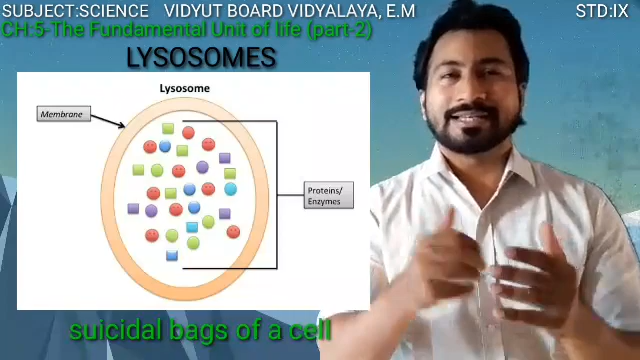 SUBJECT:SCIENCE VIDYUT BOARD VIDYALAYA, E.M STD:IX
CH:5-The Fundamental Unit of life (part-2)
LYSOSOMES
Lysosome
Membrane
Proteins/
Enzymes
suicidal bags of a cell